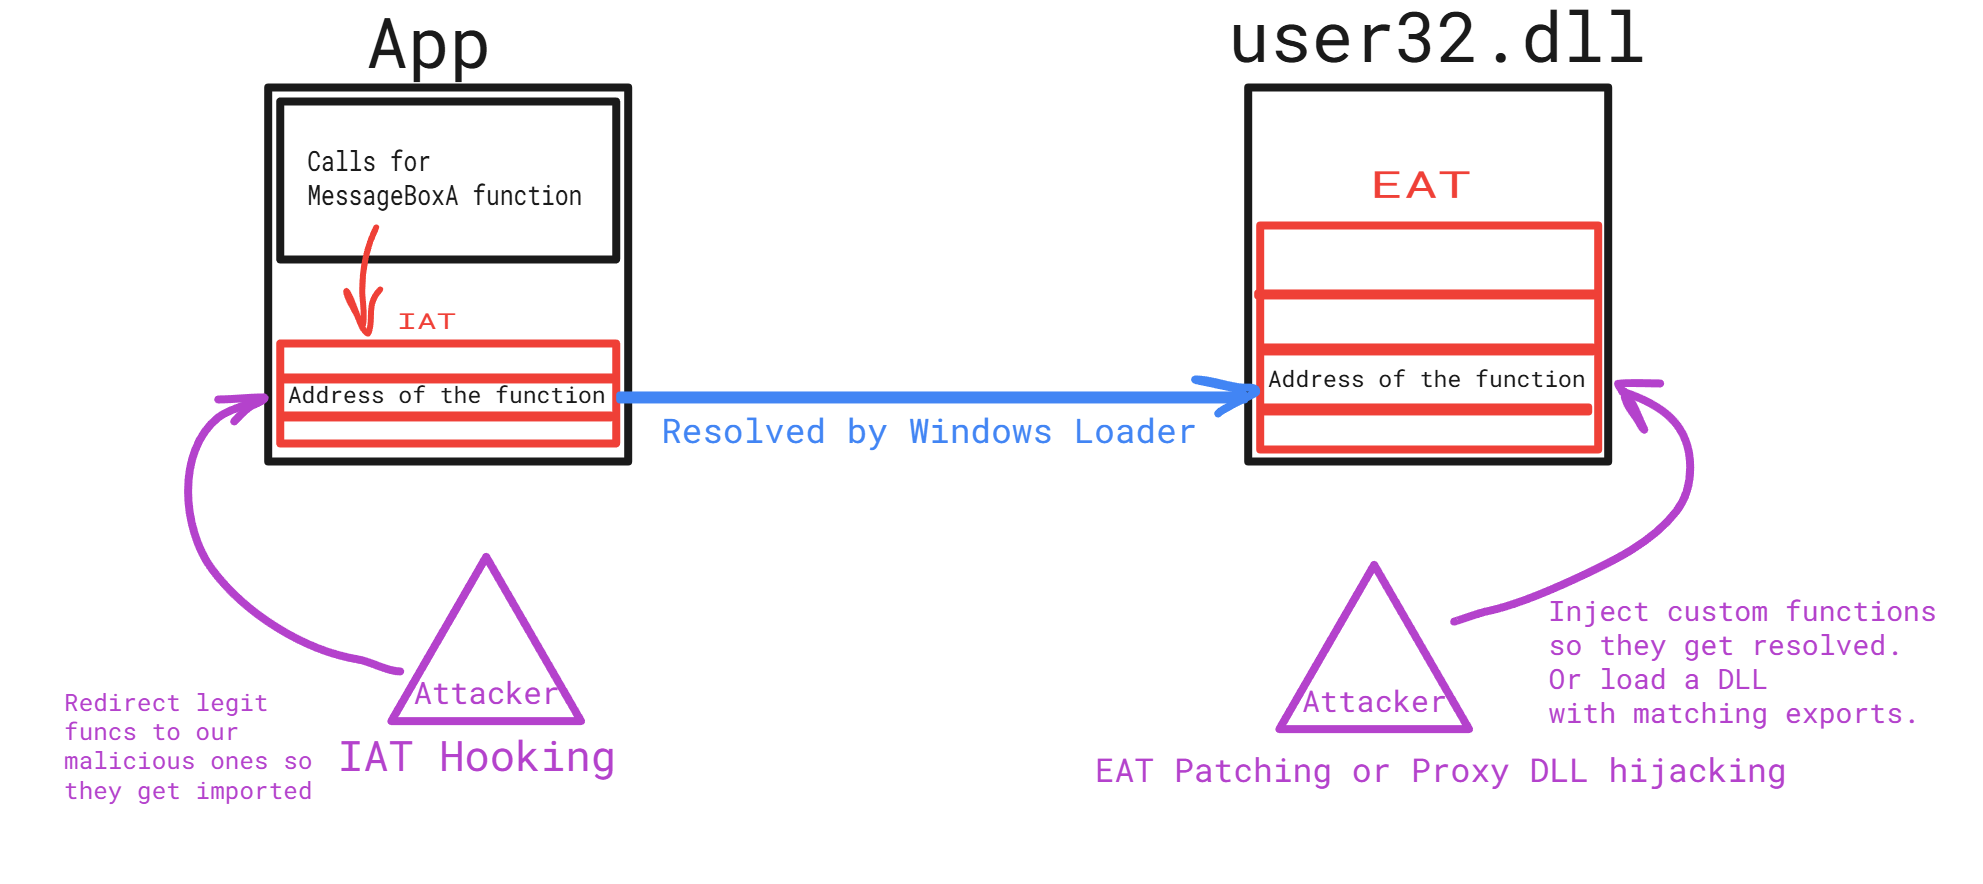 App
Calls for
MessageBoxA function
IAT
Address of the function
Resolved by Windows Loader
user32.dll
EAT
Address of the function
Attacker
IAT Hooking
Redirect legit
funcs to our
malicious ones so
they get imported
Attacker
EAT Patching or Proxy DLL hijacking
Inject custom functions
so they get resolved.
Or load a DLL
with matching exports.